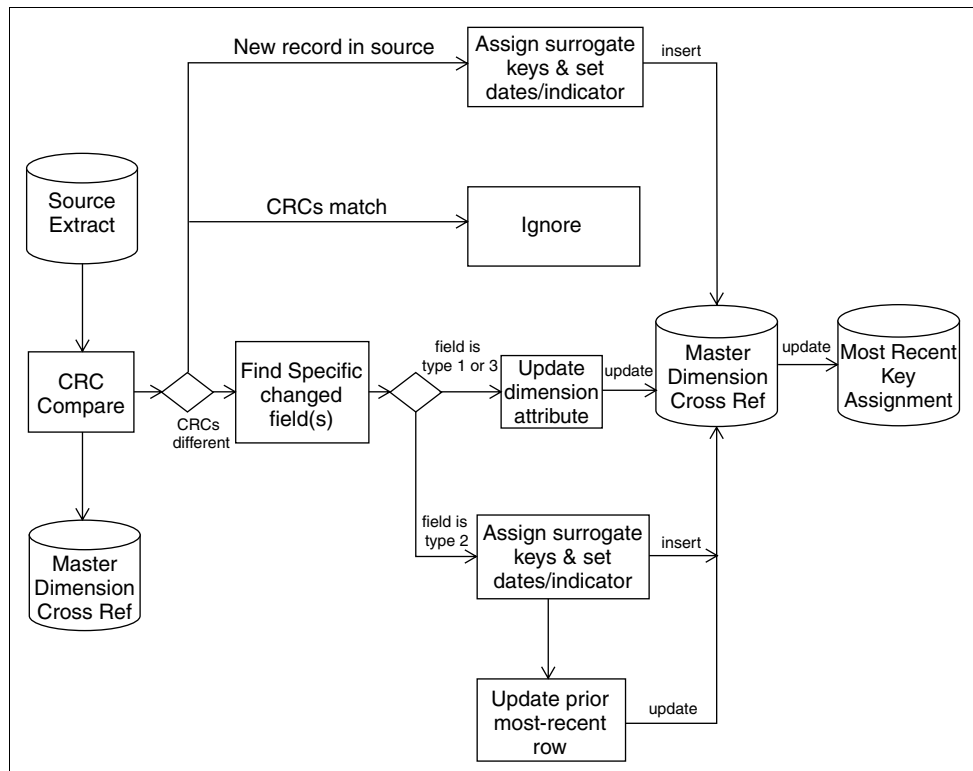 New record in source
Assign surrogate
keys & set
dates/indicator
insert
Source
Extract
CRCs match
Ignore
CRC
Compare
CRCs
different
Find Specific
changed
field(s)
field is
type 1 or 3
Update
dimension
attribute
update
Master
Dimension
Cross Ref
update
Most Recent
Key
Assignment
Master
Dimension
Cross Ref
field is
type 2
Assign surrogate
keys & set
dates/indicator
insert
Update prior
most-recent
row
update